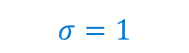 σ = 1